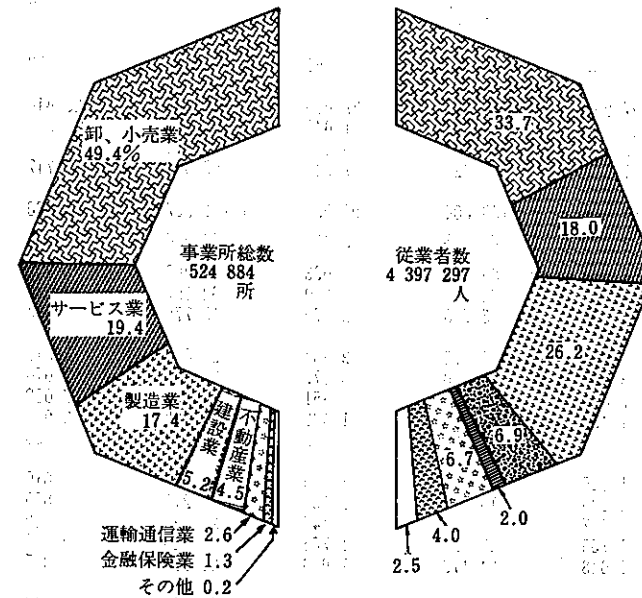 卸、小売業
49.4%
サービス業
19.4
製造業
17.4
建設業
5.2
不動産業
4.5
運輸通信業 2.6
金融保険業 1.3
その他 0.2
事業所総数
524 884
所
従業者数
4 397 297
人
33.7
18.0
26.2
6.9
2.0
6.7
4.0
2.5